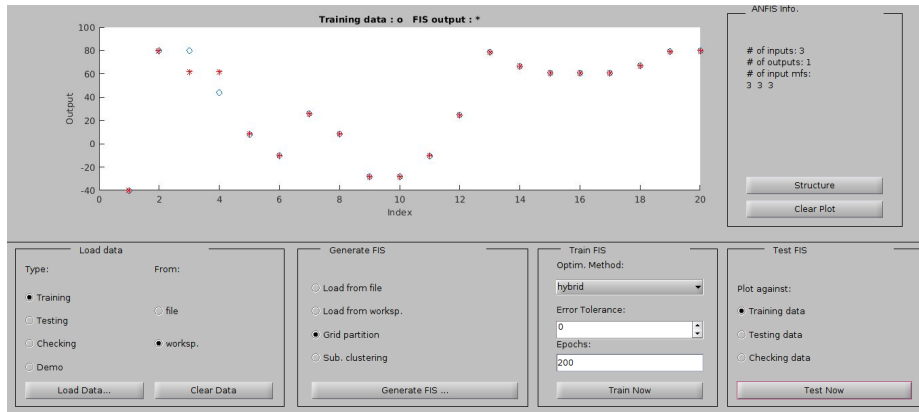 Training data : o   FIS output : *
100
80
60
40
20
0
-20
-40
Output
0
2
4
6
8
10
12
14
16
18
20
Index
ANFIS Info.
# of inputs: 3
# of outputs: 1
# of input mfs:
3 3 3
Structure
Clear Plot
Load data
Type:
From:
Training
Testing
Checking
Demo
file
worksp.
Load Data...
Clear Data
Generate FIS
Load from file
Load from worksp.
Grid partition
Sub. clustering
Generate FIS ...
Train FIS
Optim. Method:
hybrid
Error Tolerance:
0
Epochs:
200
Train Now
Test FIS
Plot against:
Training data
Testing data
Checking data
Test Now